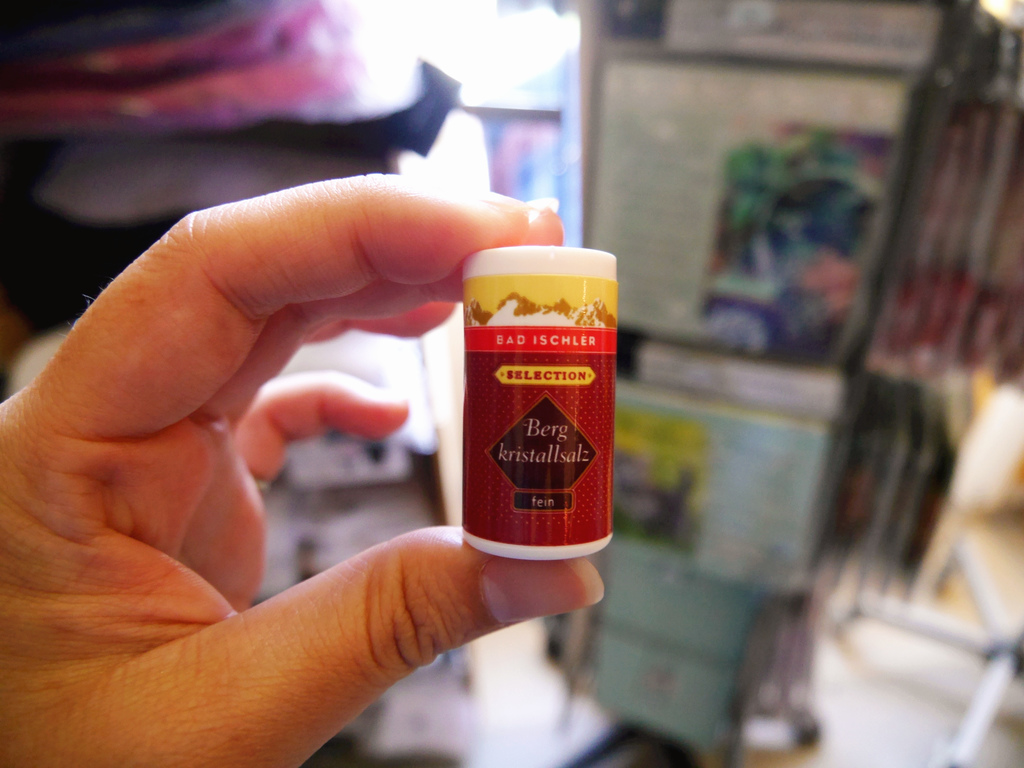 BAD ISCHLER
SELECTION
Berg
kristallsalz
fein